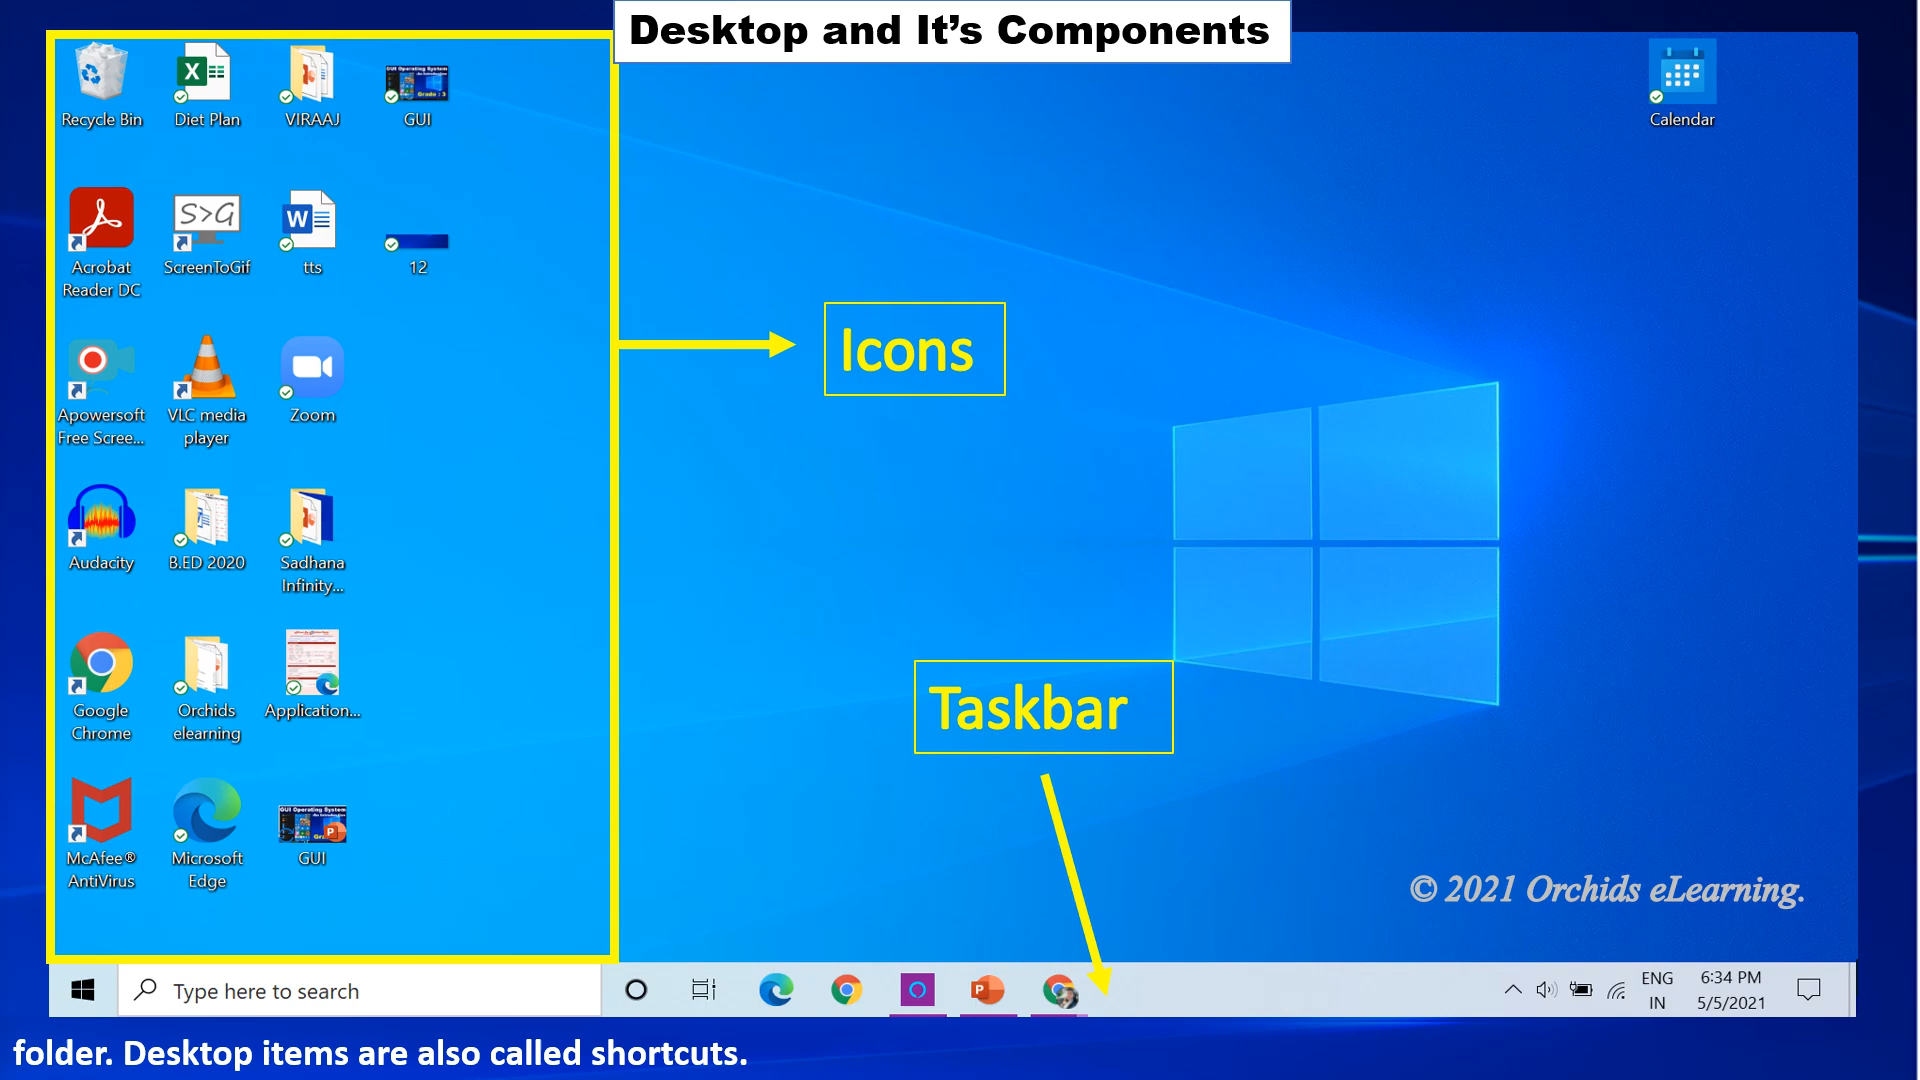 Desktop and It’s Components
Recycle Bin
Diet Plan
VIRAAJ
GUI
Calendar
Acrobat
Reader DC
S>G
ScreenToGif
tts
12
Icons
Apowersoft
Free Scree...
VLC media
player
Zoom
Audacity
B.ED 2020
Sadhana
Infinity...
Google
Chrome
Orchids
elearning
Application...
Taskbar
McAfee®
AntiVirus
Microsoft
Edge
GUI Operating System
GUI
© 2021 Orchids eLearning.
Type here to search
ENG
IN
6:34 PM
5/5/2021
folder. Desktop items are also called shortcuts.